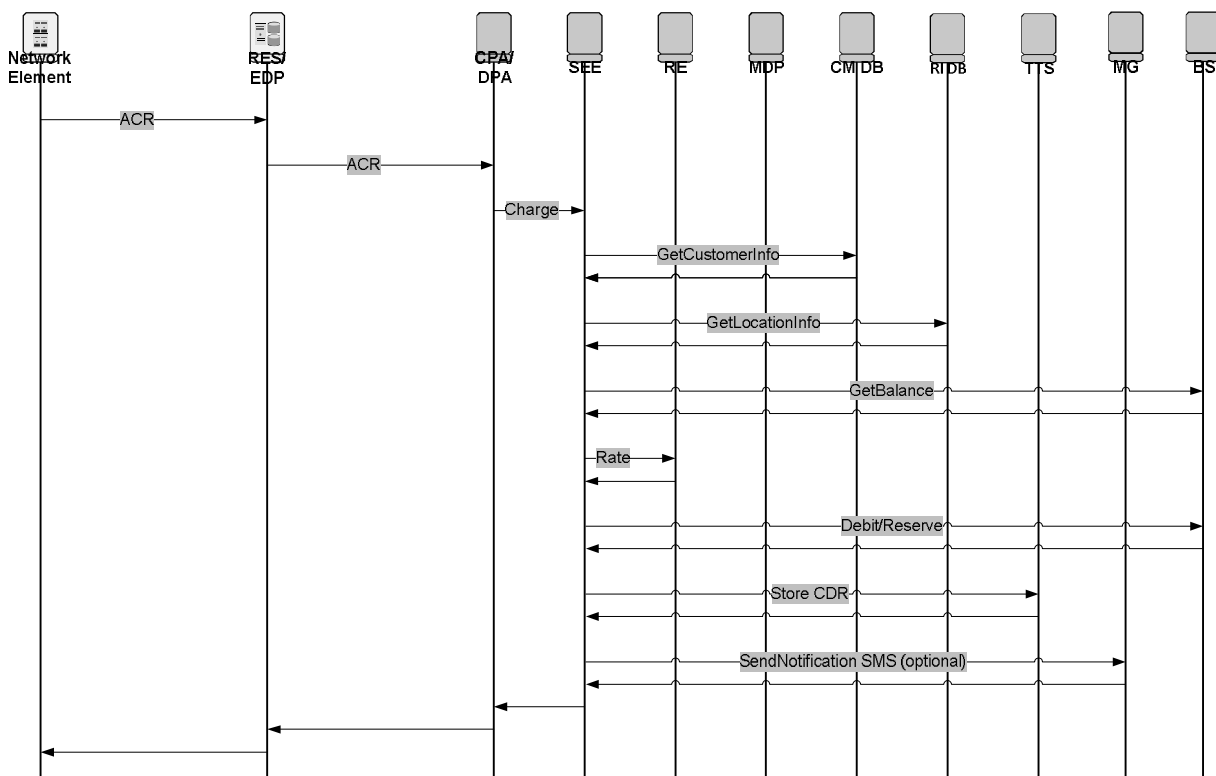 Network
Element
RES/
EDP
CPA/
DPA
SEE
RE
MDP
CMDB
RIDB
TTS
MG
BS
ACR
ACR
Charge
GetCustomerInfo
GetLocationInfo
GetBalance
Rate
Debit/Reserve
Store CDR
SendNotification SMS (optional)